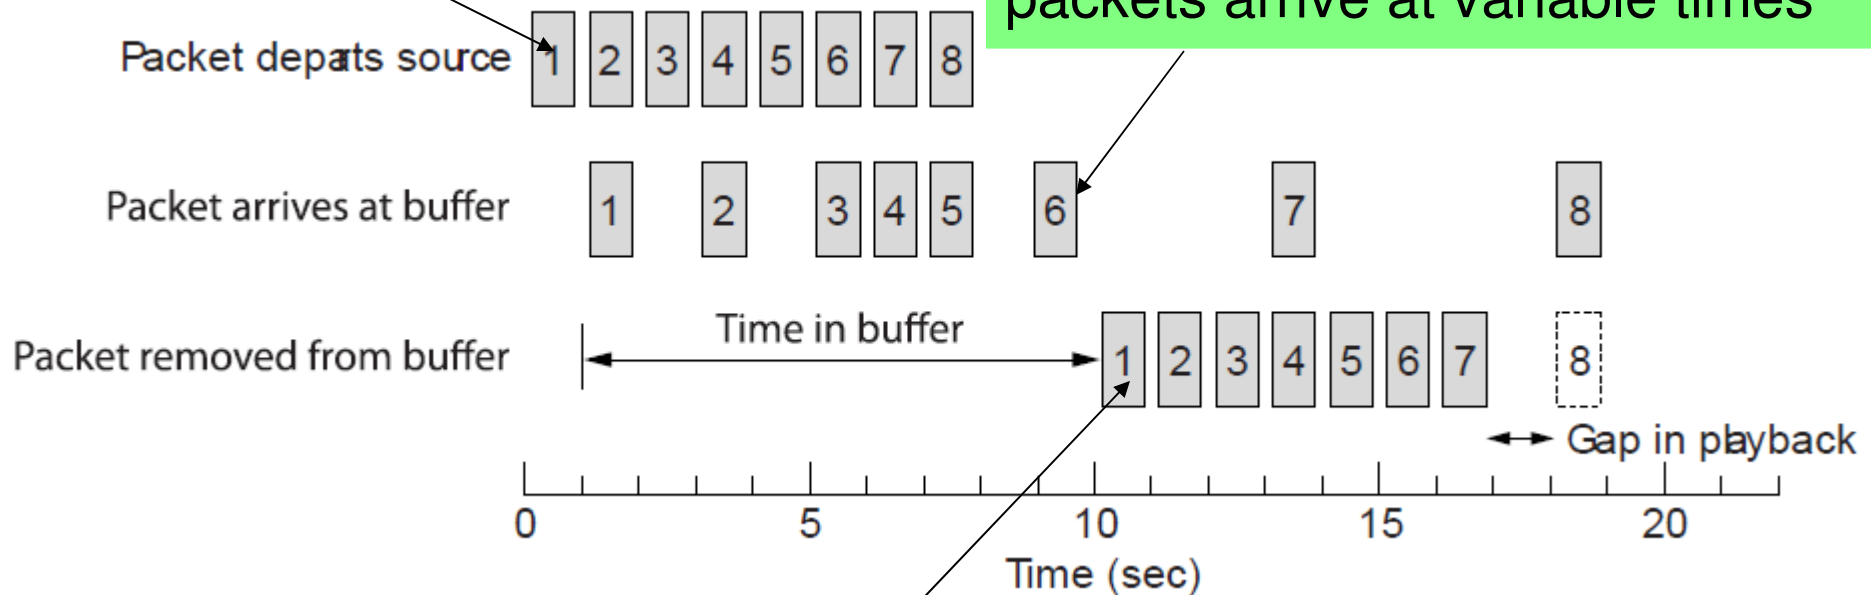 packets arrive at variable times
Packet departs source 1 2 3 4 5 6 7 8
Packet arrives at buffer 1 2 3 4 5 6 7 8
Time in buffer
Packet removed from buffer 1 2 3 4 5 6 7 8
Gap in playback
0 5 10 15 20
Time (sec)